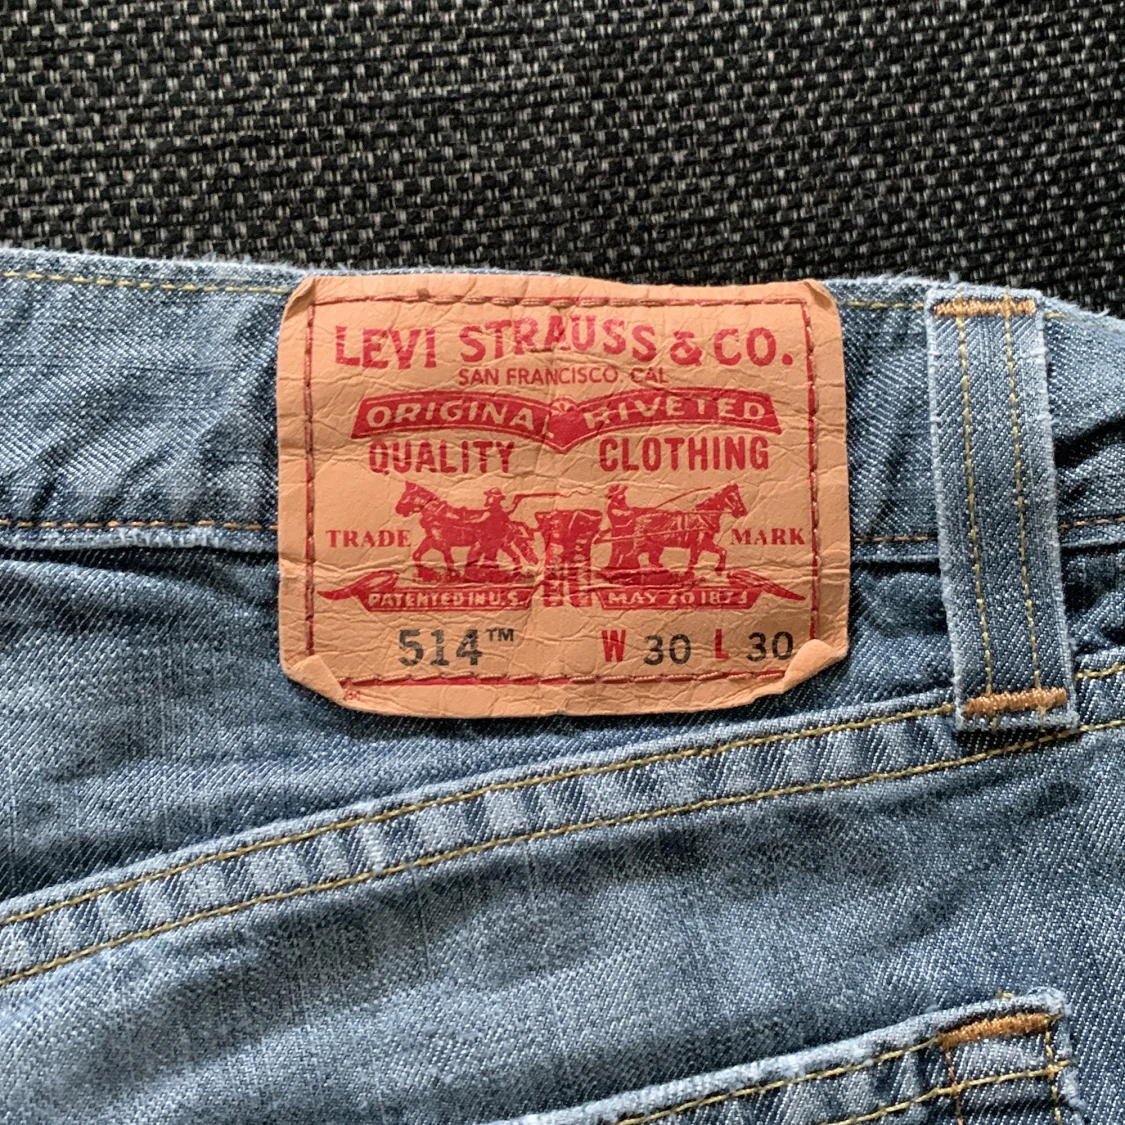 LEVI STRAUSS & CO.
SAN FRANCISCO, CAL
ORIGINAL RIVETED
QUALITY CLOTHING
TRADE MARK
PATENTED IN U.S. MAY 20 1873
514™ W 30 L 30